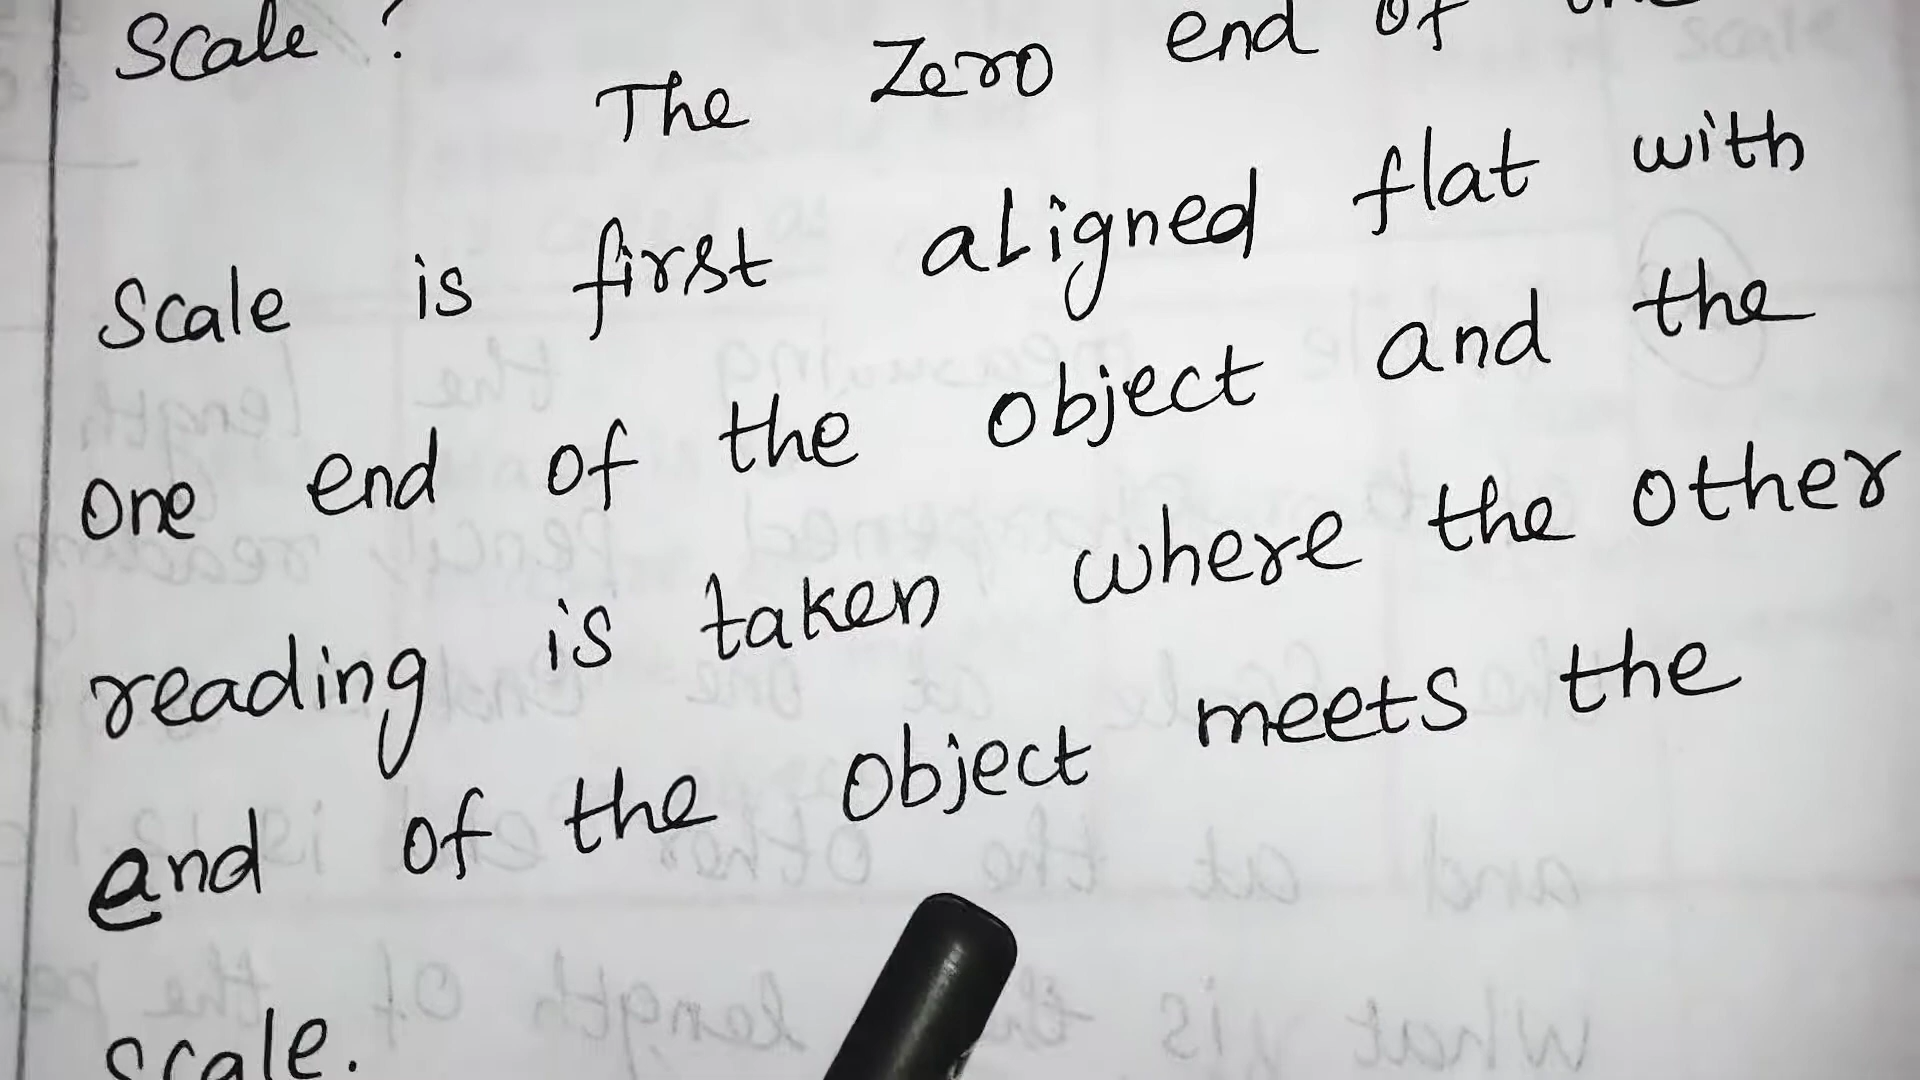 Scale ?
The Zero end of the
Scale is first aligned flat with
one end of the object and the
reading is taken where the other
end of the object meets the
scale.